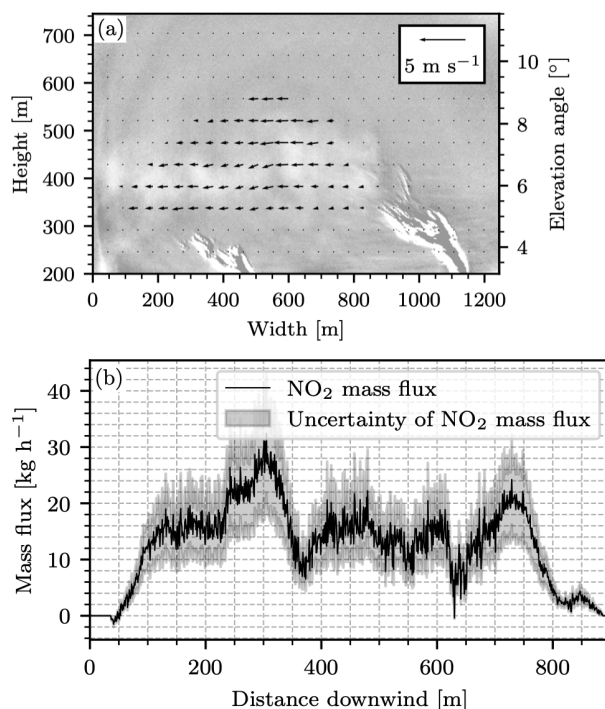 (a)
5 m s⁻¹
700
600
500
400
300
200
Height [m]
10
8
6
4
Elevation angle [°]
0 200 400 600 800 1000 1200
Width [m]
(b)
NO₂ mass flux
Uncertainty of NO₂ mass flux
40
30
20
10
0
Mass flux [kg h⁻¹]
0 200 400 600 800
Distance downwind [m]